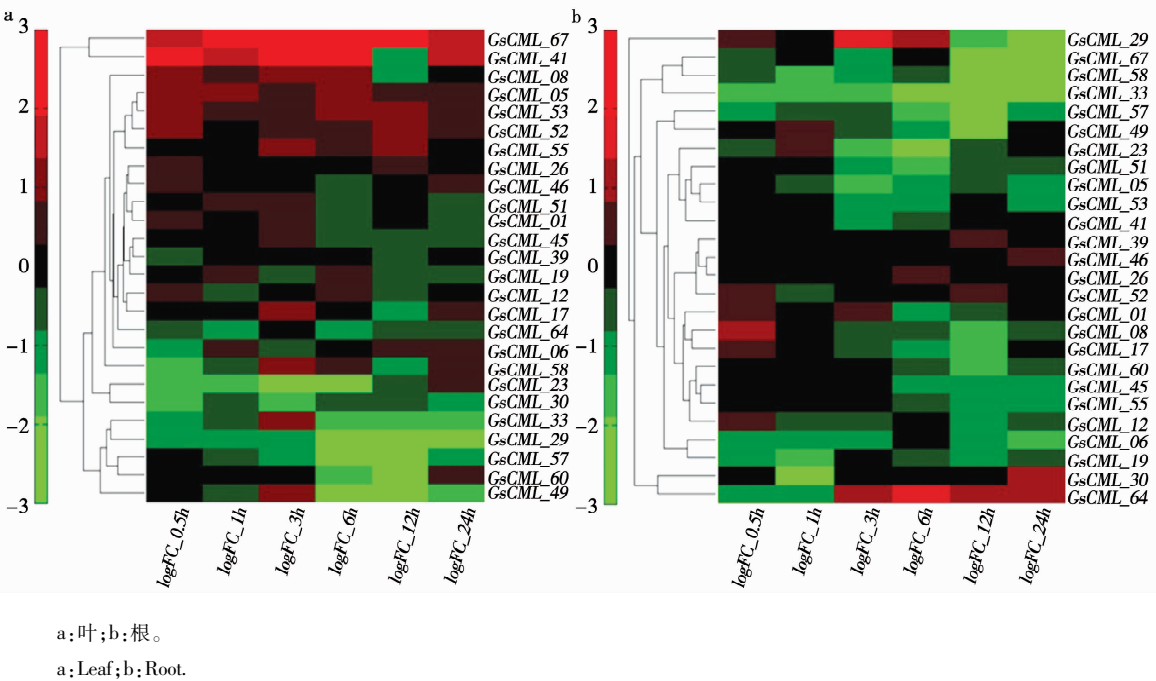 a
3
2
1
0
−1
−2
−3
GsCML_67
GsCML_41
GsCML_08
GsCML_05
GsCML_53
GsCML_52
GsCML_55
GsCML_26
GsCML_46
GsCML_51
GsCML_01
GsCML_45
GsCML_39
GsCML_19
GsCML_12
GsCML_17
GsCML_64
GsCML_06
GsCML_58
GsCML_23
GsCML_30
GsCML_33
GsCML_29
GsCML_57
GsCML_60
GsCML_49
logFC_0.5h
logFC_1h
logFC_3h
logFC_6h
logFC_12h
logFC_24h
b
3
2
1
0
−1
−2
−3
GsCML_29
GsCML_67
GsCML_58
GsCML_33
GsCML_57
GsCML_49
GsCML_23
GsCML_51
GsCML_05
GsCML_53
GsCML_41
GsCML_39
GsCML_46
GsCML_26
GsCML_52
GsCML_01
GsCML_08
GsCML_17
GsCML_60
GsCML_45
GsCML_55
GsCML_12
GsCML_06
GsCML_19
GsCML_30
GsCML_64
logFC_0.5h
logFC_1h
logFC_3h
logFC_6h
logFC_12h
logFC_24h
a:叶;b:根。
a:Leaf;b:Root.